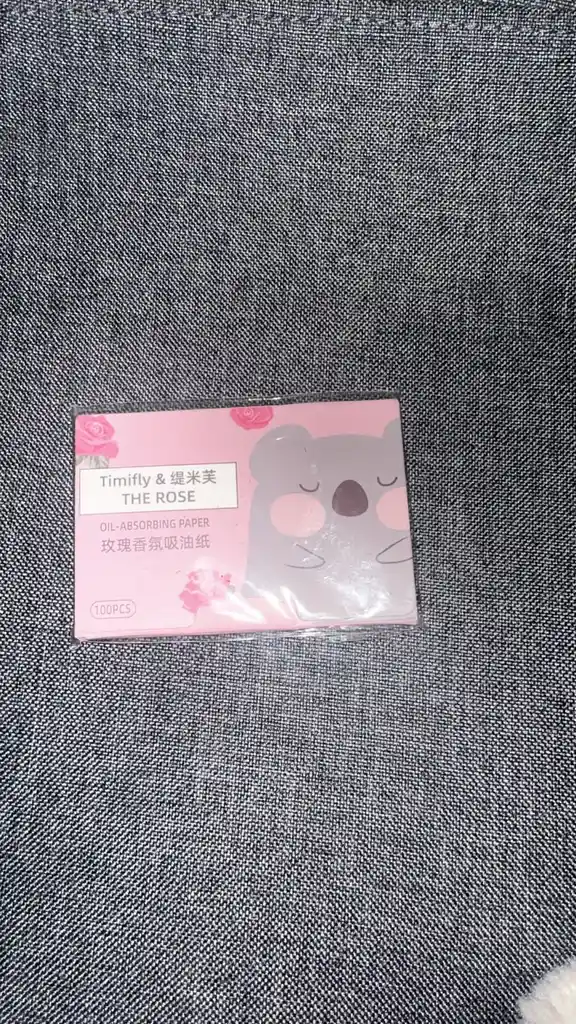 Timifly & 缇米芙
THE ROSE
OIL-ABSORBING PAPER
玫瑰香氛吸油纸
100PCS